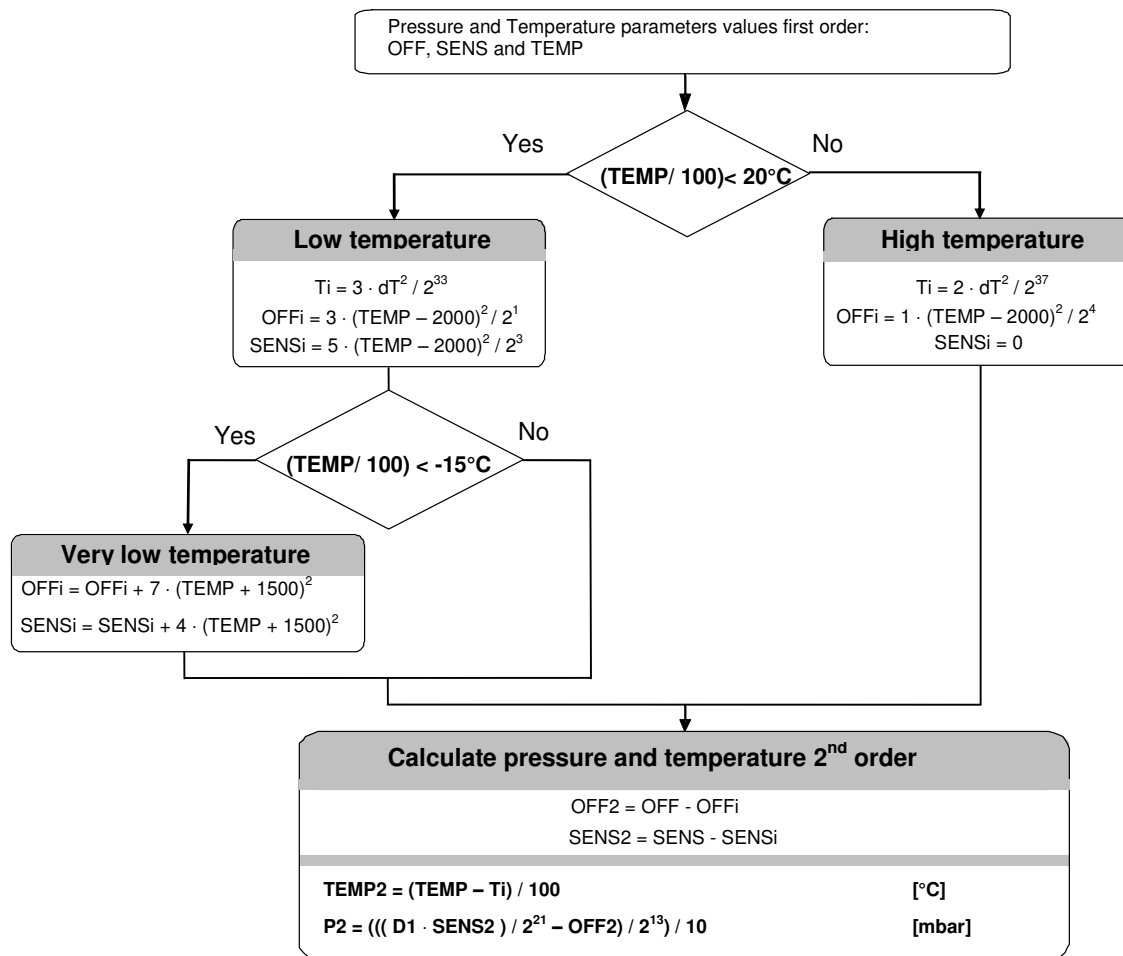 Pressure and Temperature parameters values first order:
OFF, SENS and TEMP
Yes
No
(TEMP/ 100)< 20°C
Low temperature
Ti = 3 · dT² / 2³³
OFFi = 3 · (TEMP – 2000)² / 2¹
SENSi = 5 · (TEMP – 2000)² / 2³
High temperature
Ti = 2 · dT² / 2³⁷
OFFi = 1 · (TEMP – 2000)² / 2⁴
SENSi = 0
Yes
No
(TEMP/ 100) < -15°C
Very low temperature
OFFi = OFFi + 7 · (TEMP + 1500)²
SENSi = SENSi + 4 · (TEMP + 1500)²
Calculate pressure and temperature 2ⁿᵈ order
OFF2 = OFF - OFFi
SENS2 = SENS - SENSi
TEMP2 = (TEMP – Ti) / 100 [°C]
P2 = ((( D1 · SENS2 ) / 2²¹ – OFF2) / 2¹³) / 10 [mbar]